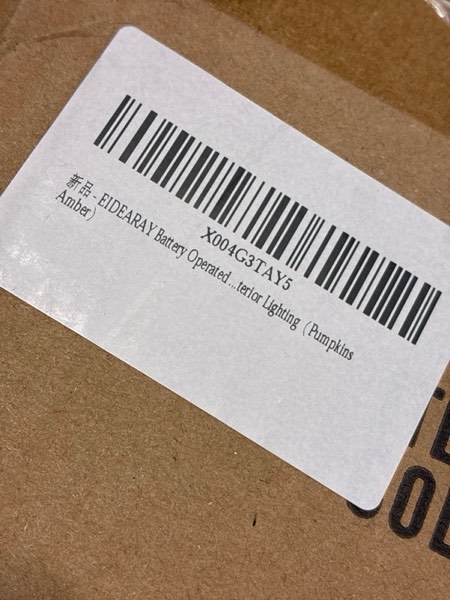 X004G3TAY5
新品 - EIDEARAY Battery Operated ...terior Lighting (Pumpkins
Amber)